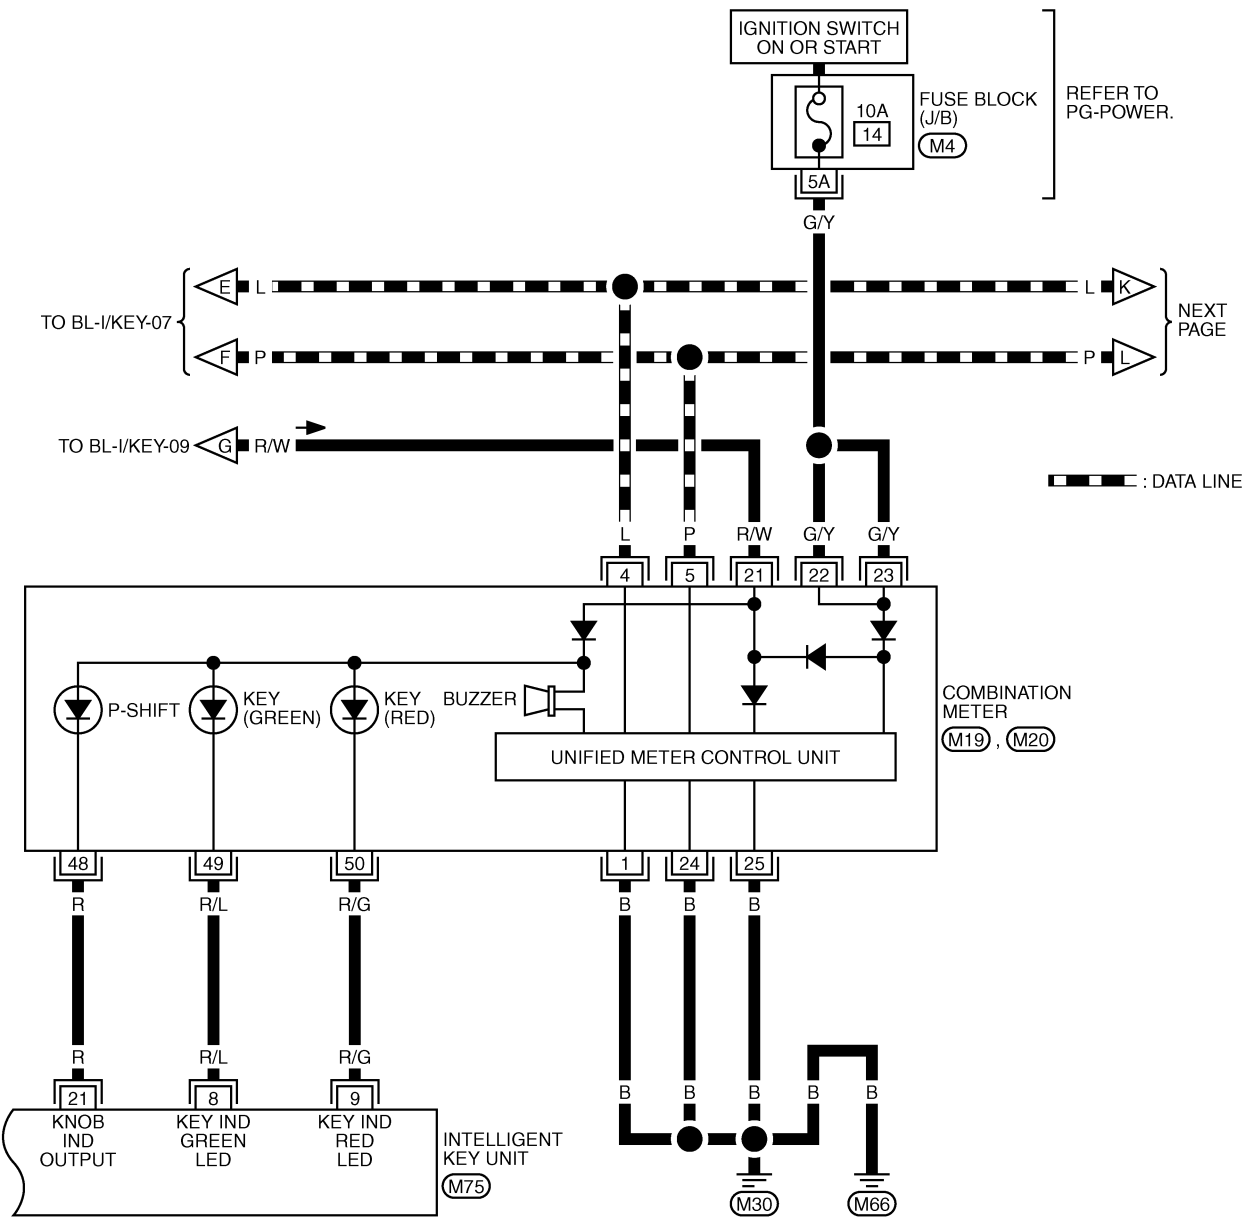 IGNITION SWITCH
ON OR START
10A
14
FUSE BLOCK
(J/B)
M4
REFER TO
PG-POWER.
5A
G/Y
E L
L K
TO BL-I/KEY-07
NEXT
PAGE
F P
P L
TO BL-I/KEY-09 G R/W
: DATA LINE
L P R/W G/Y G/Y
4 5 21 22 23
P-SHIFT
KEY
(GREEN)
KEY
(RED)
BUZZER
UNIFIED METER CONTROL UNIT
COMBINATION
METER
M19 , M20
48 49 50 1 24 25
R R/L R/G B B B
R R/L R/G
B B B B B
21 8 9
KNOB
IND
OUTPUT
KEY IND
GREEN
LED
KEY IND
RED
LED
INTELLIGENT
KEY UNIT
M75
M30 M66